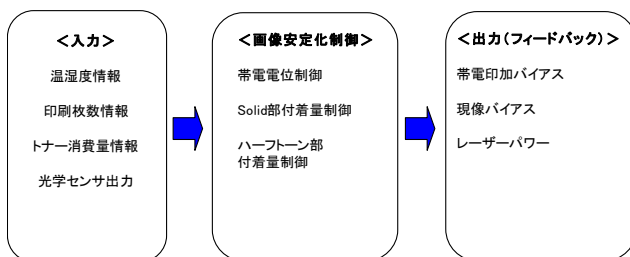 <入力>
温湿度情報
印刷枚数情報
トナー消費量情報
光学センサ出力
<画像安定化制御>
帯電電位制御
Solid部付着量制御
ハーフトーン部
付着量制御
<出力(フィードバック)>
帯電印加バイアス
現像バイアス
レーザーパワー